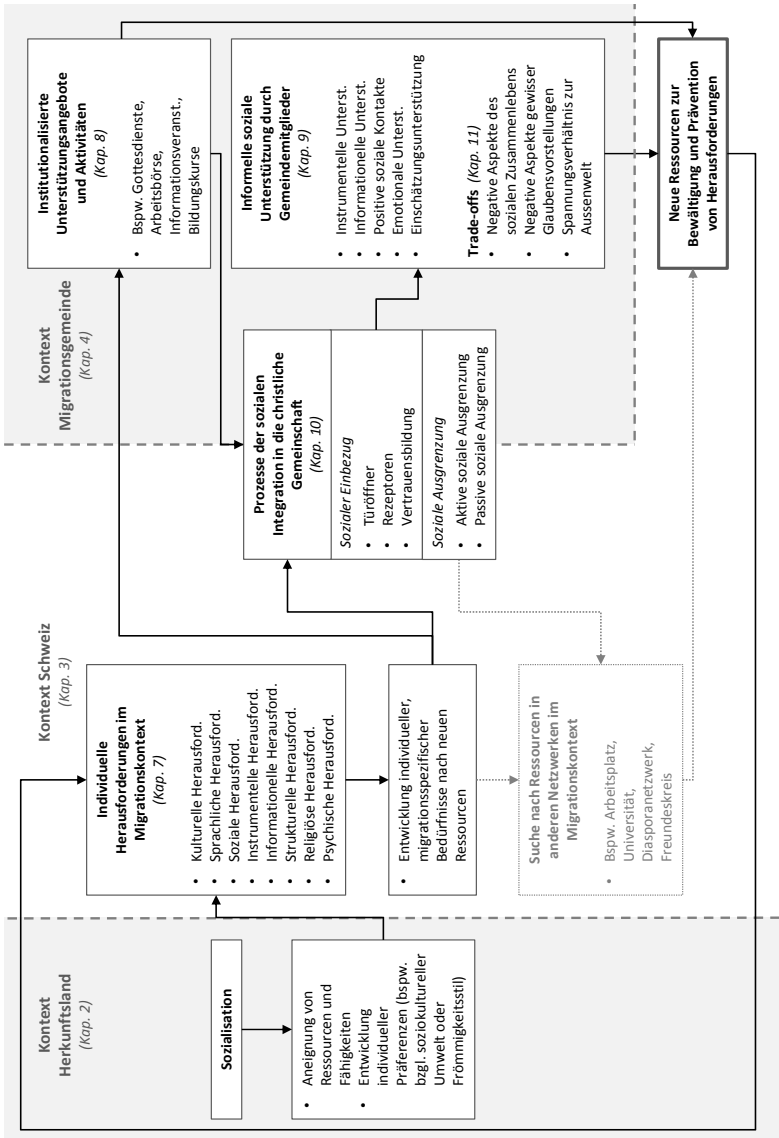 Kontext
Herkunftsland
(Kap. 2)
Sozialisation
• Aneignung von
Ressourcen und
Fähigkeiten
• Entwicklung
individueller
Präferenzen (bspw.
bzgl. soziokultureller
Umwelt oder
Frömmigkeitsstil)
Kontext Schweiz
(Kap. 3)
Individuelle
Herausforderungen im
Migrationskontext
(Kap. 7)
• Kulturelle Herausford.
• Sprachliche Herausford.
• Soziale Herausford.
• Instrumentelle Herausford.
• Informationelle Herausford.
• Strukturelle Herausford.
• Religiöse Herausford.
• Psychische Herausford.
• Entwicklung individueller,
migrationsspezifischer
Bedürfnisse nach neuen
Ressourcen
Suche nach Ressourcen in
anderen Netzwerken im
Migrationskontext
• Bspw. Arbeitsplatz,
Universität,
Diasporanetzwerk,
Freundeskreis
Kontext
Migrationsgemeinde
(Kap. 4)
Prozesse der sozialen
Integration in die christliche
Gemeinschaft
(Kap. 10)
Sozialer Einbezug
• Türöffner
• Rezeptoren
• Vertrauensbildung
Soziale Ausgrenzung
• Aktive soziale Ausgrenzung
• Passive soziale Ausgrenzung
Institutionalisierte
Unterstützungsangebote
und Aktivitäten
(Kap. 8)
• Bspw. Gottesdienste,
Arbeitbörse,
Informationsveranst.,
Bildungskurse
Informelle soziale
Unterstützung durch
Gemeindemitglieder
(Kap. 9)
• Instrumentelle Unterst.
• Informationelle Unterst.
• Positive soziale Kontakte
• Emotionale Unterst.
• Einschätzungsunterstützung
Trade-offs (Kap. 11)
• Negative Aspekte des
sozialen Zusammenlebens
• Negative Aspekte gewisser
Glaubensvorstellungen
• Spannungsverhältnis zur
Aussenwelt
Neue Ressourcen zur
Bewältigung und Prävention
von Herausforderungen